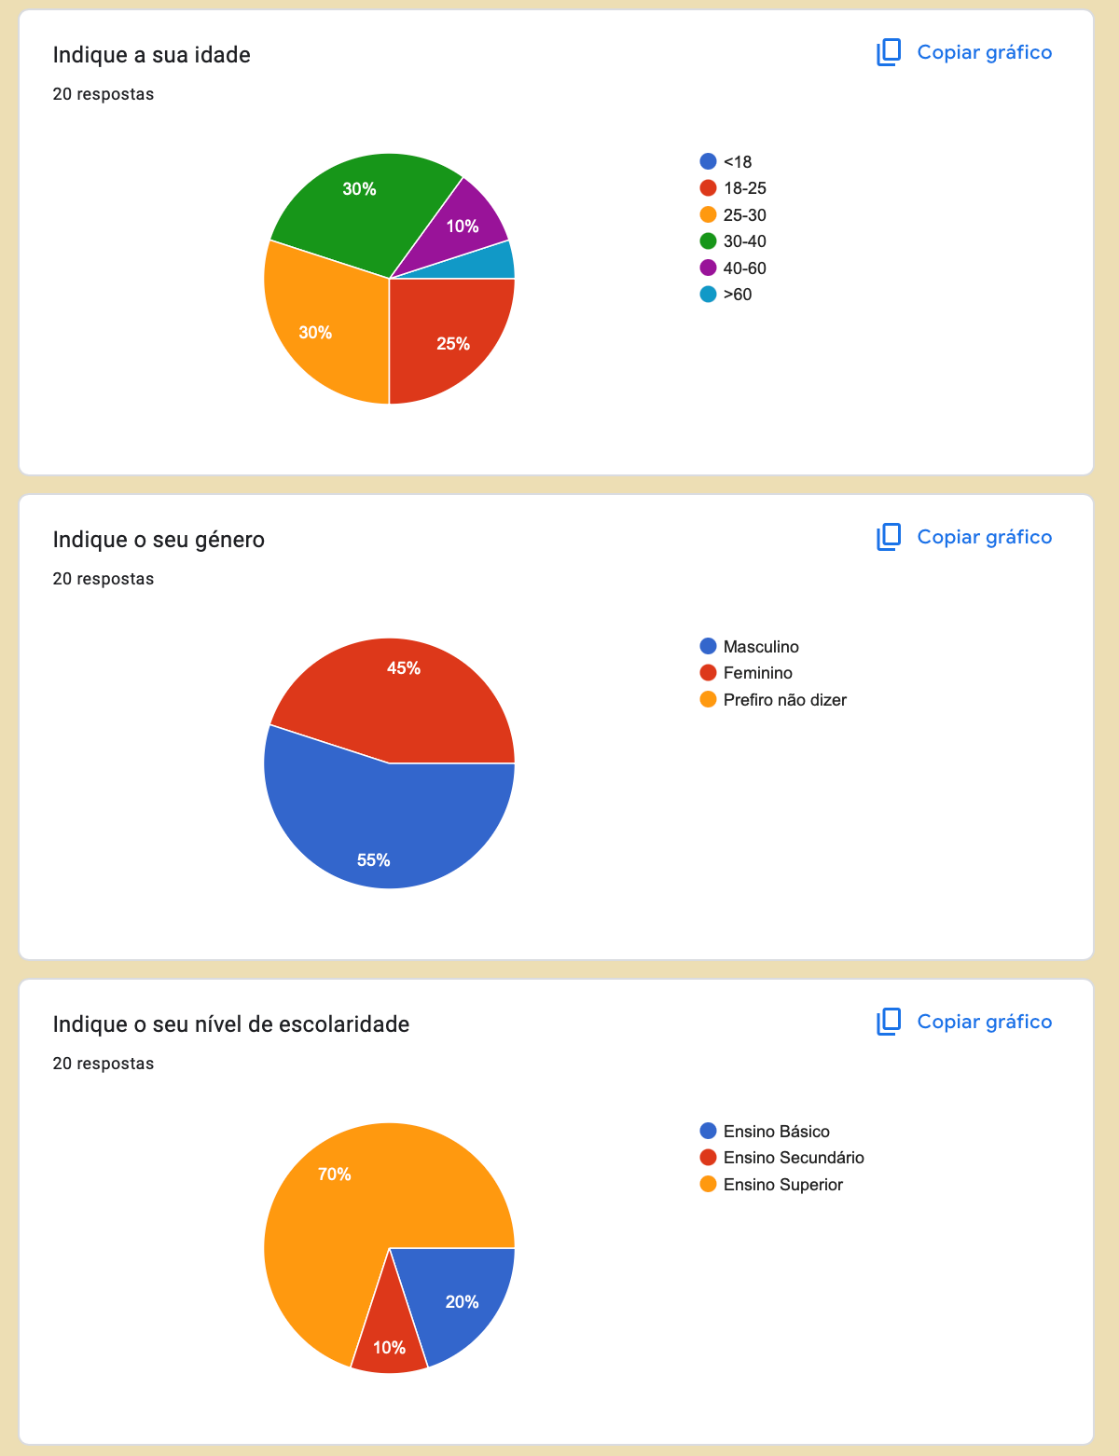 Indique a sua idade
Copiar gráfico
20 respostas
30%
10%
30%
25%
<18
18-25
25-30
30-40
40-60
>60
Indique o seu género
Copiar gráfico
20 respostas
45%
55%
Masculino
Feminino
Prefiro não dizer
Indique o seu nível de escolaridade
Copiar gráfico
20 respostas
70%
20%
10%
Ensino Básico
Ensino Secundário
Ensino Superior